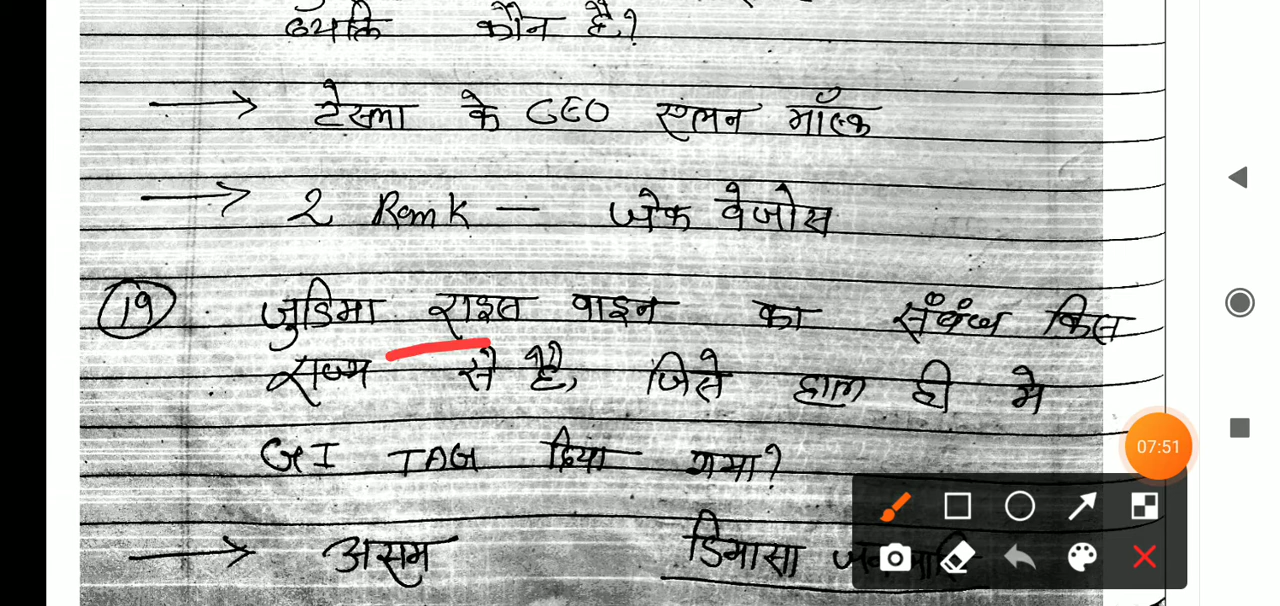 व्यक्ति कौन है?
→ टेस्ला के CEO एलन मॉस्क
→ 2 Rank — जेफ वेजोस
19 जुडिमा राइस वाइन का संबंध किस
राज्य से है, जिसे हाल ही मे
GI TAG दिया गया?
→ असम डिमासा
07:51